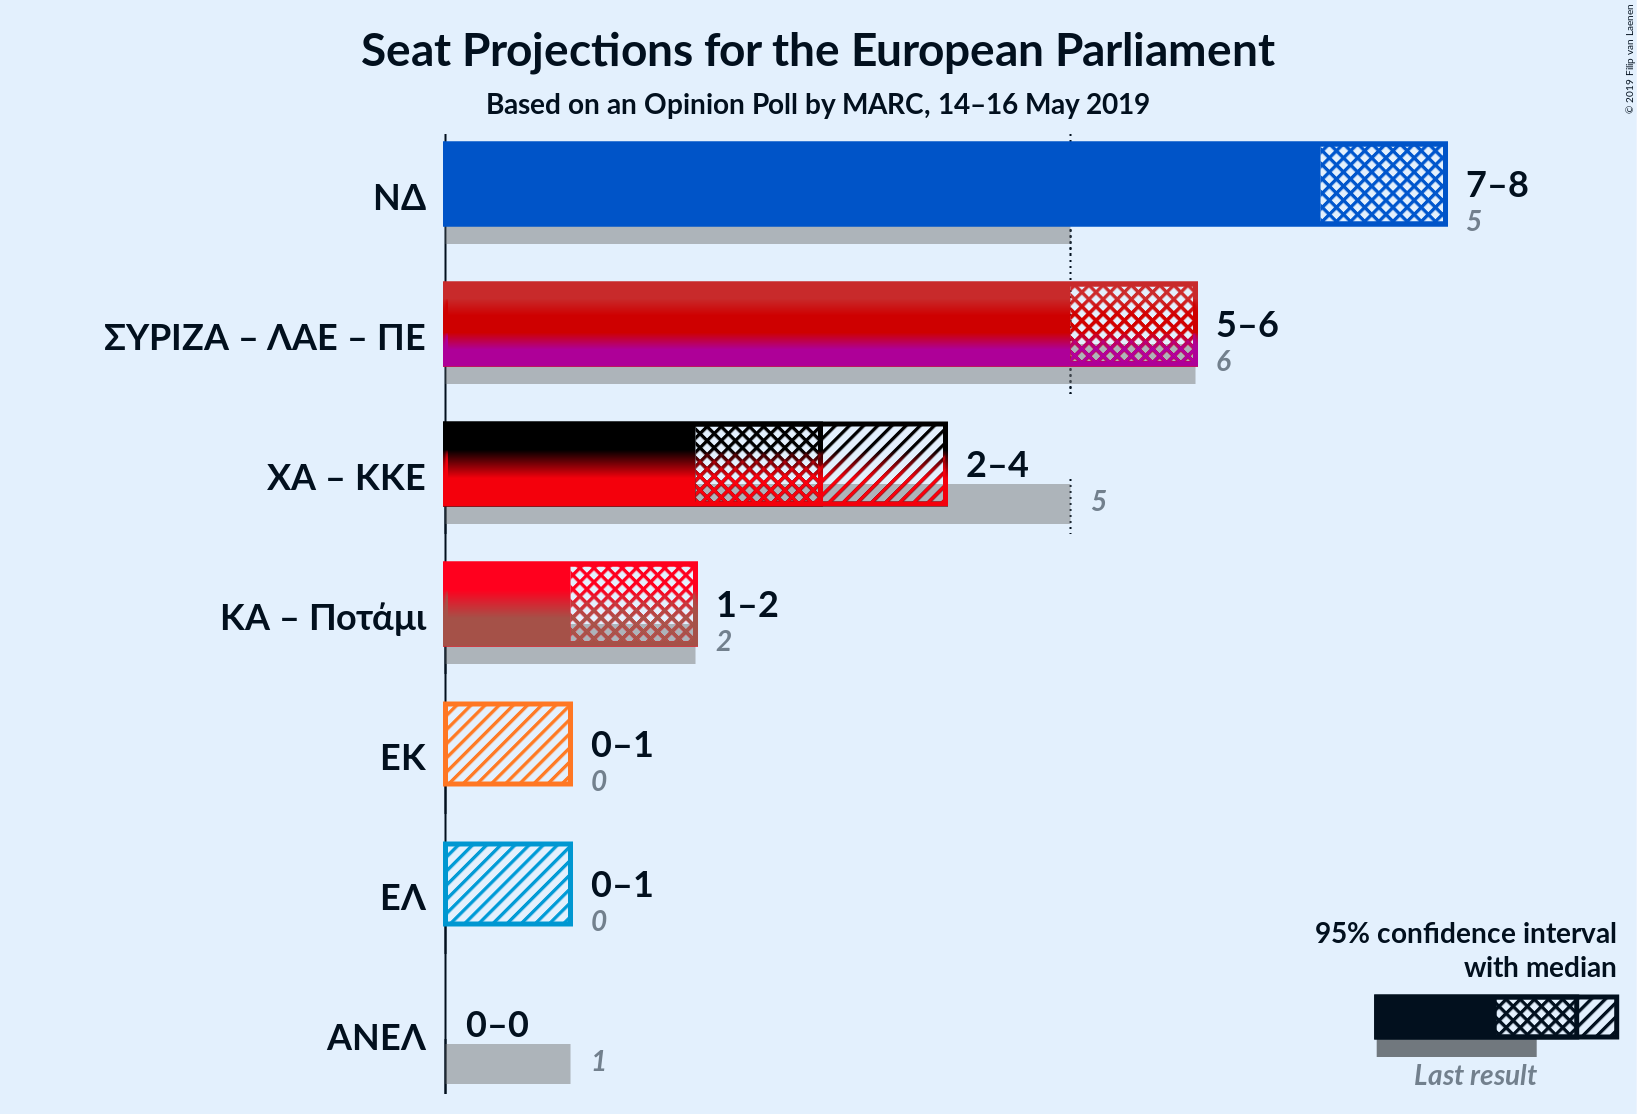 Seat Projections for the European Parliament
Based on an Opinion Poll by MARC, 14–16 May 2019
© 2019 Filip van Laenen
ΝΔ
7–8
5
ΣΥΡΙΖΑ – ΛΑΕ – ΠΕ
5–6
6
ΧΑ – ΚΚΕ
2–4
5
ΚΑ – Ποτάμι
1–2
2
ΕΚ
0–1
0
ΕΛ
0–1
0
ΑΝΕΛ
0–0
1
95% confidence interval
with median
Last result